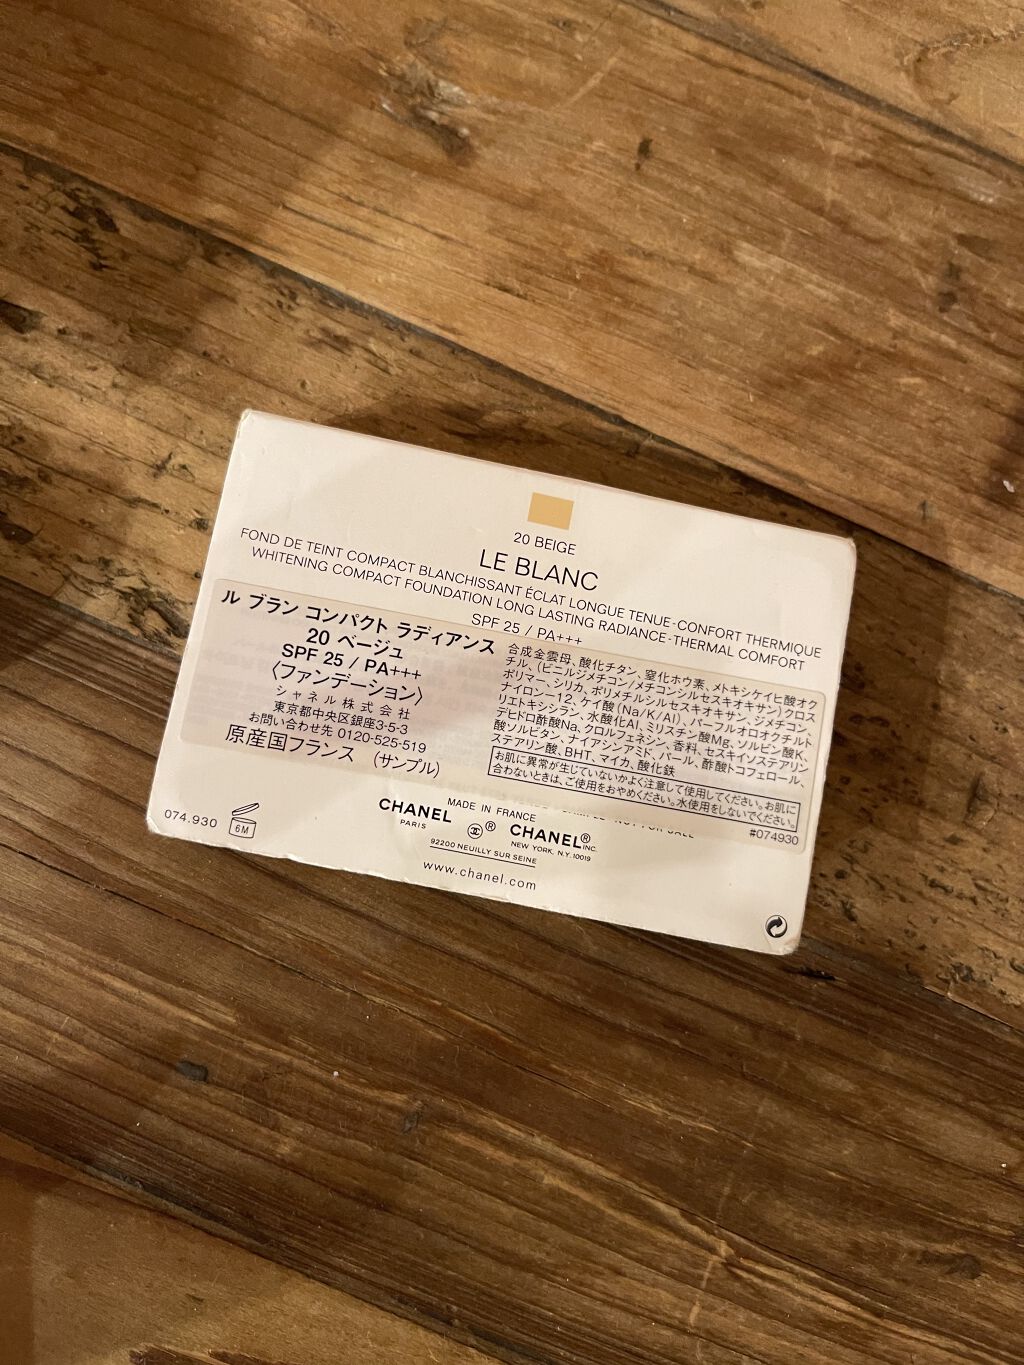 20 BEIGE
LE BLANC
FOND DE TEINT COMPACT BLANCHISSANT ÉCLAT LONGUE TENUE-CONFORT THERMIQUE
WHITENING COMPACT FOUNDATION LONG LASTING RADIANCE-THERMAL COMFORT
SPF 25 / PA+++
ル ブラン コンパクト ラディアンス
20 ベージュ
SPF 25 / PA+++
〈ファンデーション〉
シャネル株式会社
東京都中央区銀座3-5-3
お問い合わせ先 0120-525-519
原産国フランス (サンプル)
合成金雲母、酸化チタン、窒化ホウ素、メトキシケイヒ酸オク
チル、(ビニルジメチコン/メチコンシルセスキオキサン)クロス
ポリマー、シリカ、ポリメチルシルセスキオキサン、ジメチコン、
ナイロン-12、ケイ酸(Na/K/Al)、パーフルオロオクチルト
リエトキシシラン、水酸化Al、ミリスチン酸Mg、ソルビン酸K、
デヒドロ酢酸Na、クロルフェネシン、香料、セスキイソステアリン
酸ソルビタン、ナイアシンアミド、パール、酢酸トコフェロール、
ステアリン酸、BHT、マイカ、酸化鉄
お肌に異常が生じていないかよく注意して使用してください。お肌に
合わないときは、ご使用をおやめください。水使用をしないでください。
#074930
074.930
6M
MADE IN FRANCE
NOT FOR SALE
CHANEL
PARIS
®
CHANEL®
INC.
NEW YORK, N.Y. 10019
92200 NEUILLY SUR SEINE
www.chanel.com